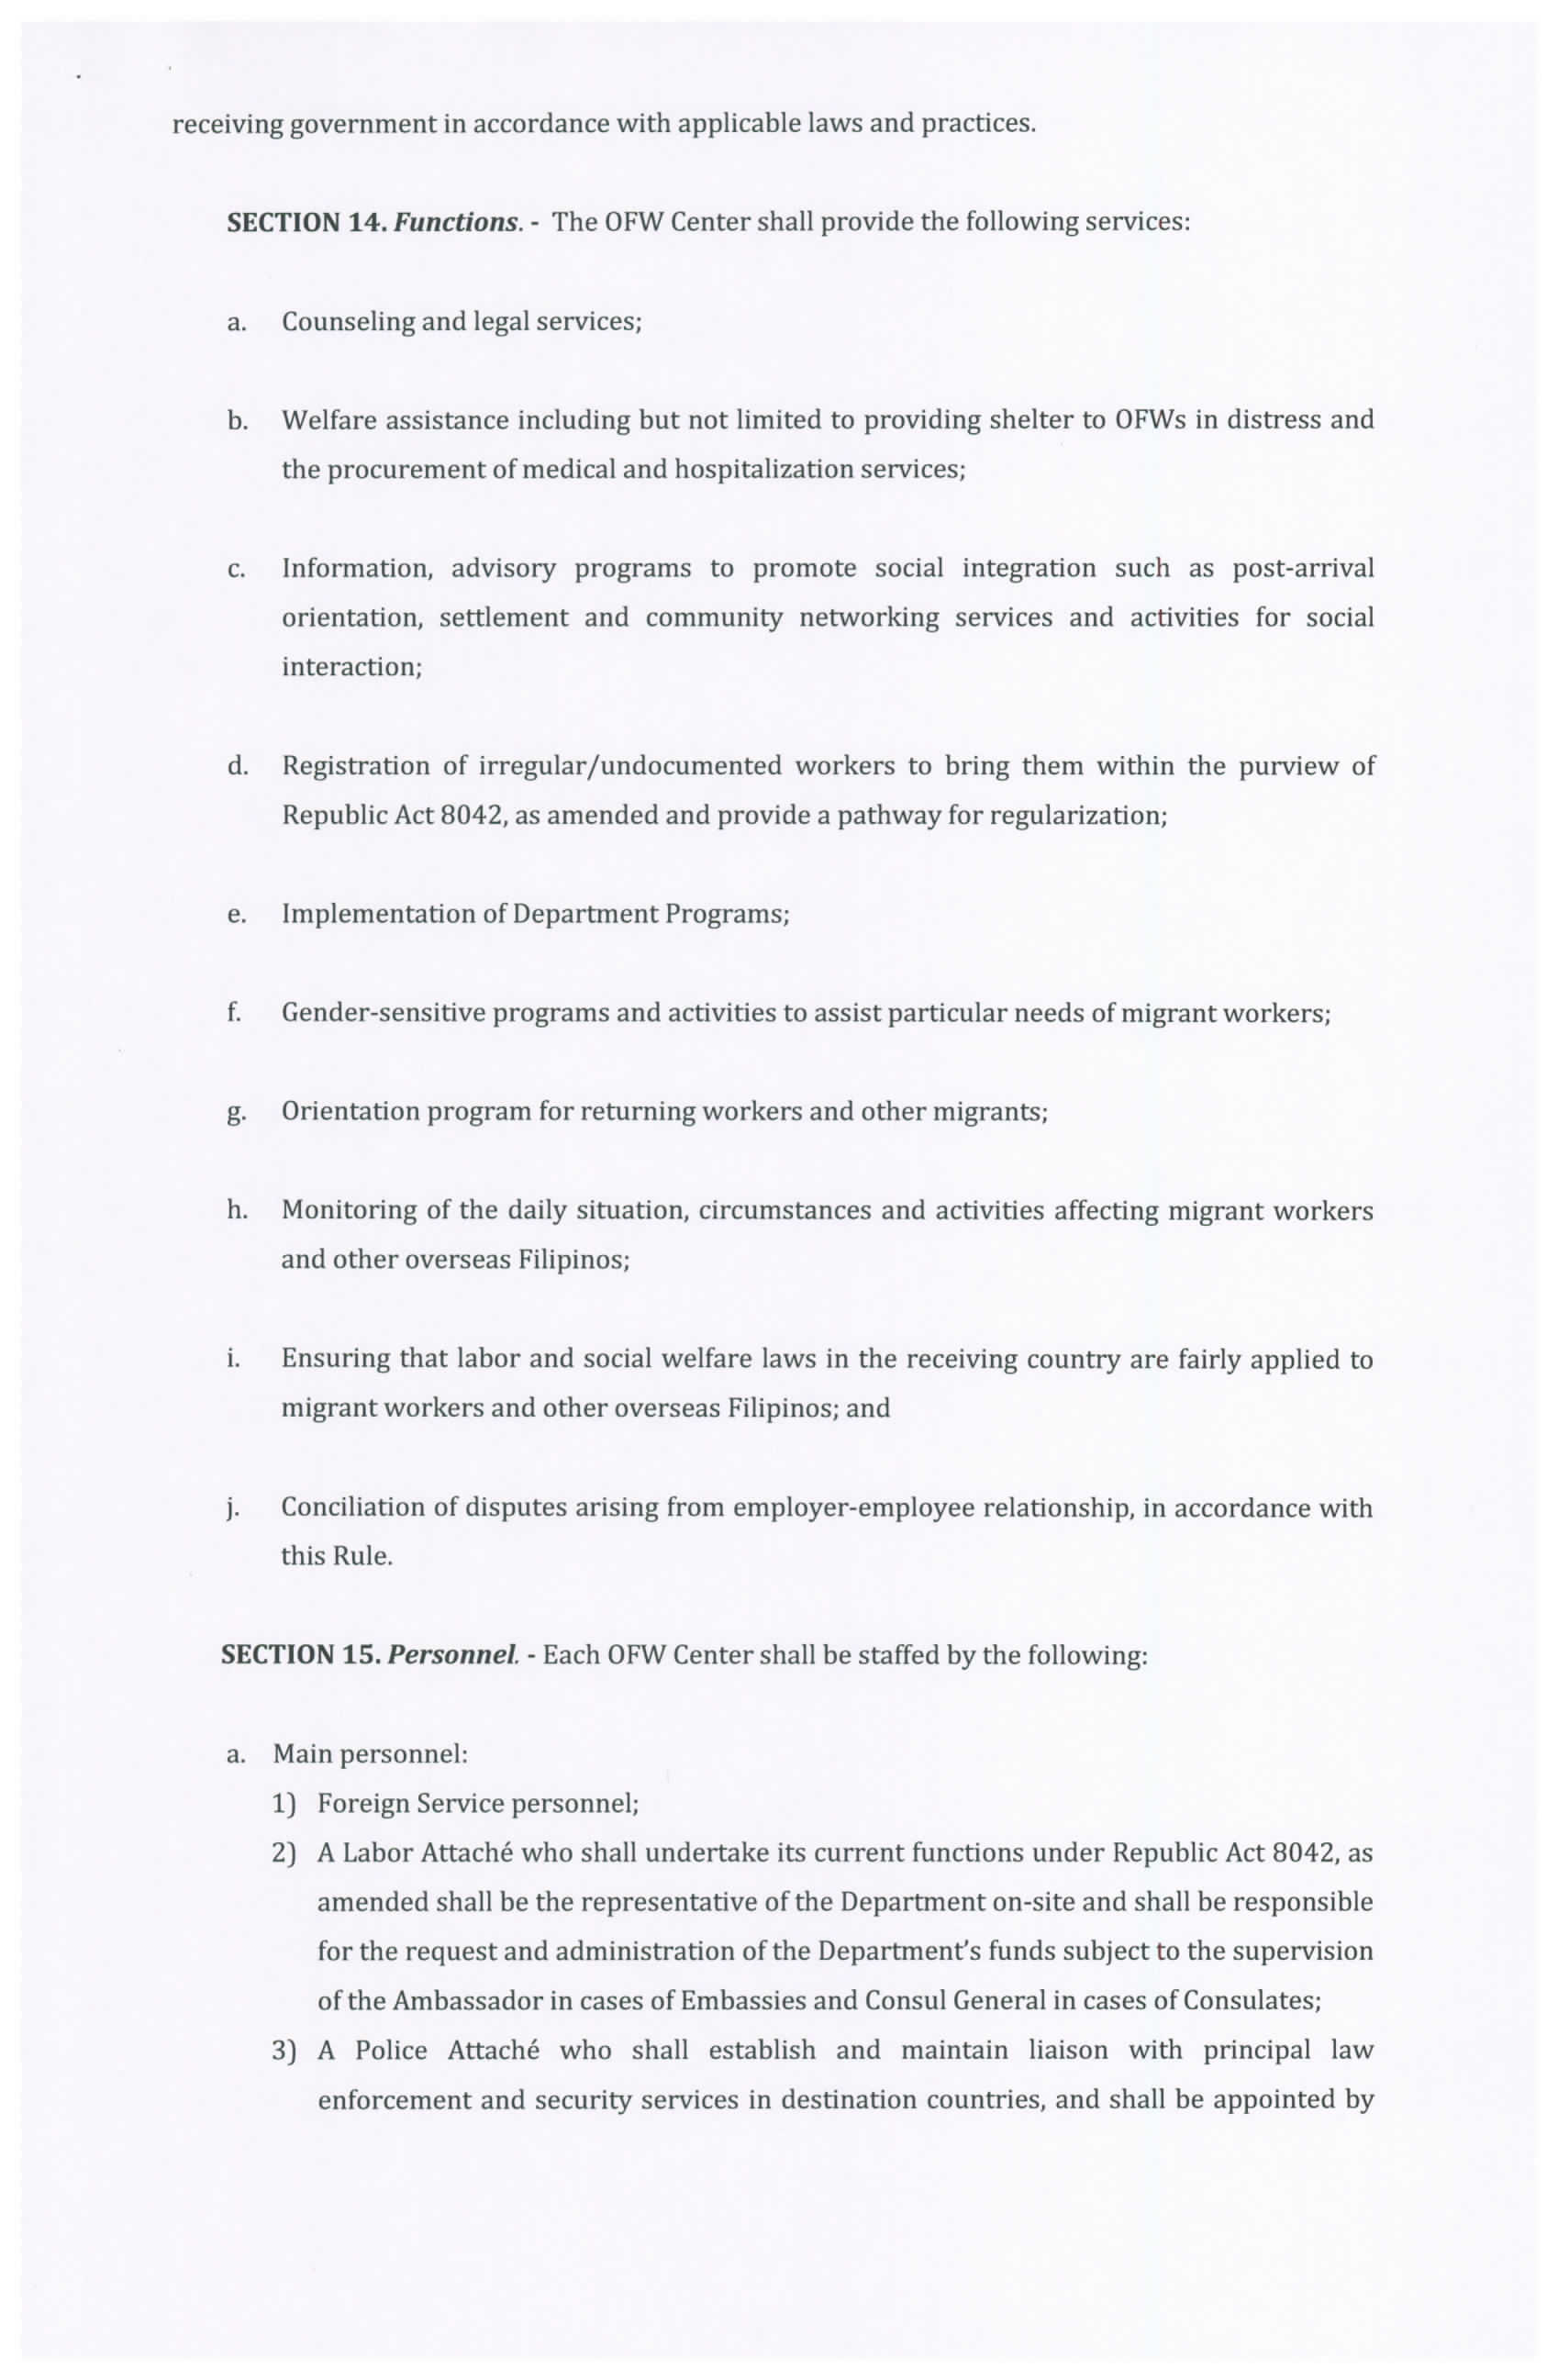 receiving government in accordance with applicable laws and practices.
SECTION 14. Functions. - The OFW Center shall provide the following services:
a. Counseling and legal services;
b. Welfare assistance including but not limited to providing shelter to OFWs in distress and
the procurement of medical and hospitalization services;
c. Information, advisory programs to promote social integration such as post-arrival
orientation, settlement and community networking services and activities for social
interaction;
d. Registration of irregular/undocumented workers to bring them within the purview of
Republic Act 8042, as amended and provide a pathway for regularization;
e. Implementation of Department Programs;
f. Gender-sensitive programs and activities to assist particular needs of migrant workers;
g. Orientation program for returning workers and other migrants;
h. Monitoring of the daily situation, circumstances and activities affecting migrant workers
and other overseas Filipinos;
i. Ensuring that labor and social welfare laws in the receiving country are fairly applied to
migrant workers and other overseas Filipinos; and
j. Conciliation of disputes arising from employer-employee relationship, in accordance with
this Rule.
SECTION 15. Personnel. - Each OFW Center shall be staffed by the following:
a. Main personnel:
1) Foreign Service personnel;
2) A Labor Attaché who shall undertake its current functions under Republic Act 8042, as
amended shall be the representative of the Department on-site and shall be responsible
for the request and administration of the Department's funds subject to the supervision
of the Ambassador in cases of Embassies and Consul General in cases of Consulates;
3) A Police Attaché who shall establish and maintain liaison with principal law
enforcement and security services in destination countries, and shall be appointed by